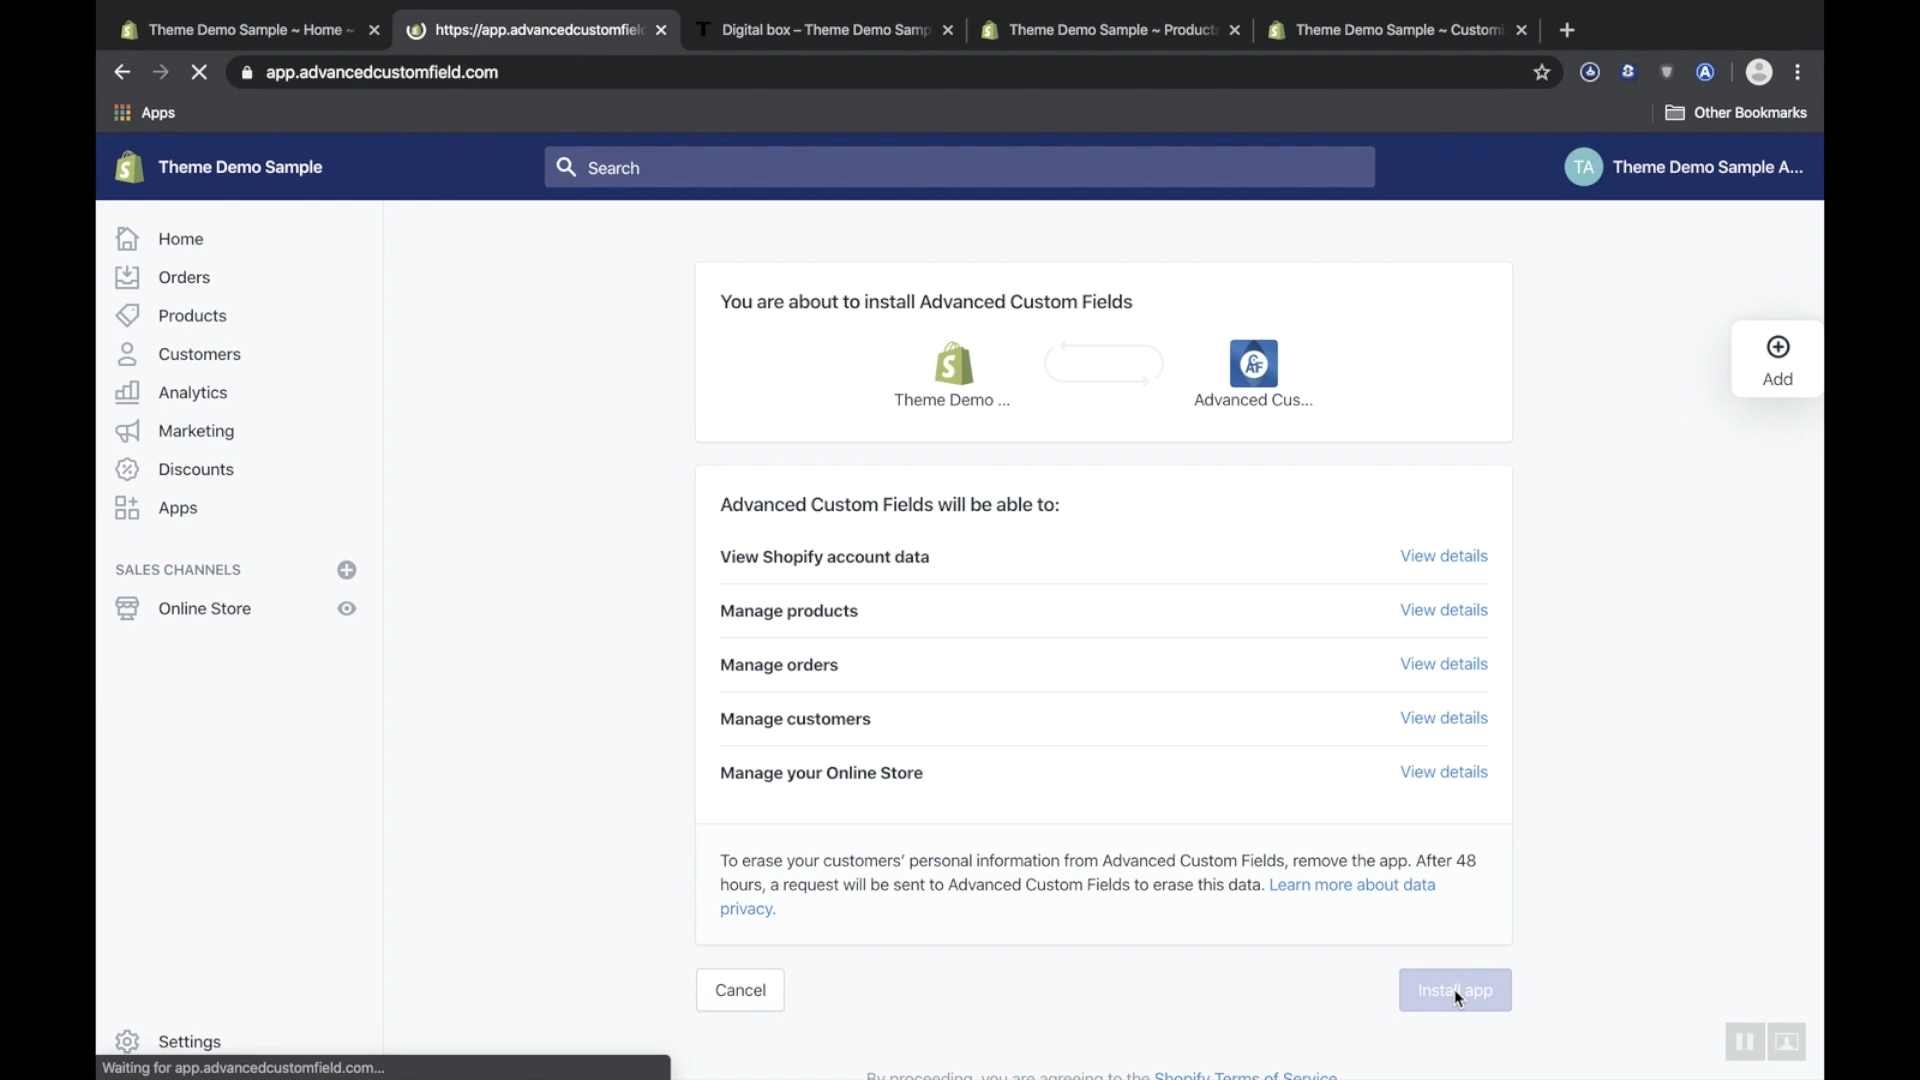 Theme Demo Sample ~ Home ~
https://app.advancedcustomfiel
Digital box – Theme Demo Samp
Theme Demo Sample ~ Products
Theme Demo Sample ~ Customi
app.advancedcustomfield.com
Apps
Other Bookmarks
Theme Demo Sample
Search
TA
Theme Demo Sample A...
Home
Orders
Products
Customers
Analytics
Marketing
Discounts
Apps
SALES CHANNELS
Online Store
Settings
You are about to install Advanced Custom Fields
Theme Demo ...
Advanced Cus...
Add
Advanced Custom Fields will be able to:
View Shopify account data
View details
Manage products
View details
Manage orders
View details
Manage customers
View details
Manage your Online Store
View details
To erase your customers' personal information from Advanced Custom Fields, remove the app. After 48
hours, a request will be sent to Advanced Custom Fields to erase this data. Learn more about data
privacy.
Cancel
Install app
By proceeding, you are agreeing to the Shopify Terms of Service
Waiting for app.advancedcustomfield.com...